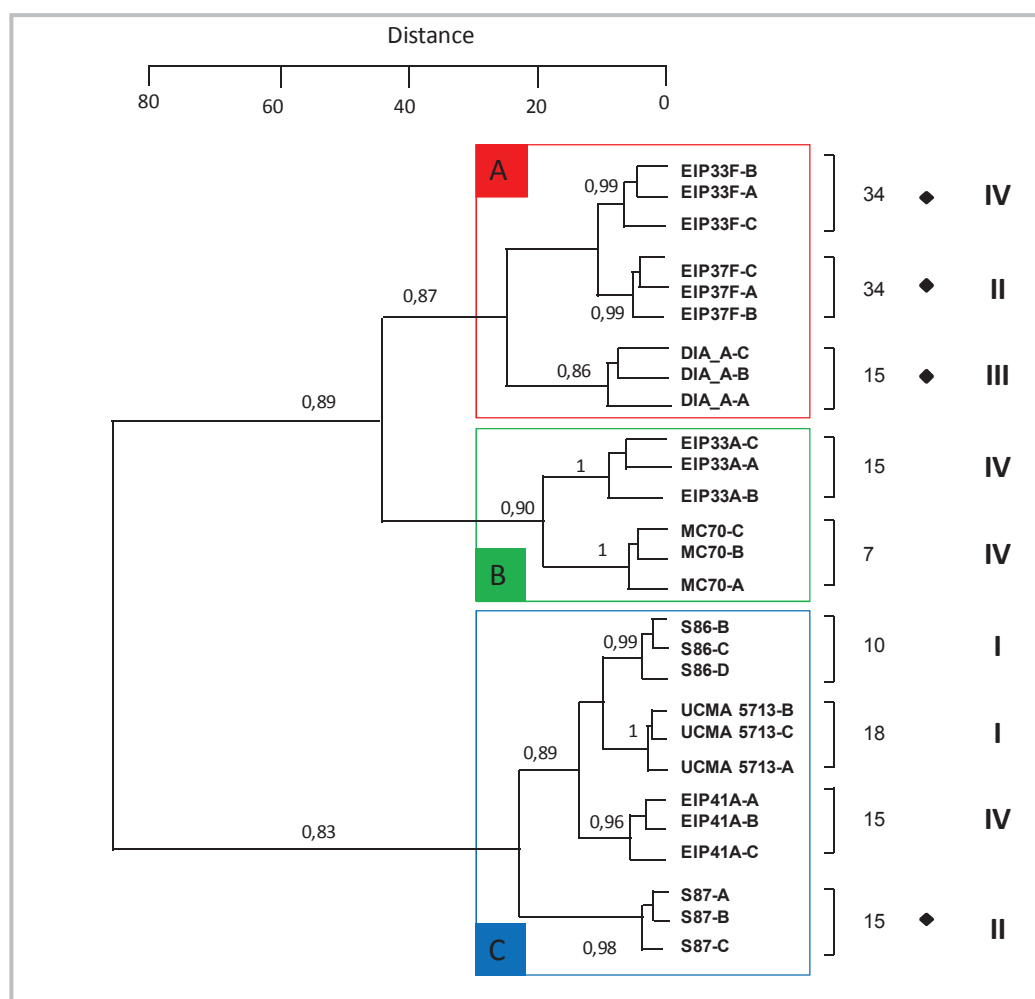 Distance
80 60 40 20 0
A
EIP33F-B
0,99
EIP33F-A
34 ◆ IV
EIP33F-C
EIP37F-C
34 ◆ II
EIP37F-A
0,87
0,99
EIP37F-B
DIA_A-C
0,86
DIA_A-B
15 ◆ III
DIA_A-A
0,89
EIP33A-C
1
EIP33A-A
15 IV
EIP33A-B
0,90
MC70-C
1
MC70-B
7 IV
B
MC70-A
S86-B
0,99
S86-C
10 I
S86-D
UCMA 5713-B
1
UCMA 5713-C
18 I
0,89
UCMA 5713-A
EIP41A-A
0,96
EIP41A-B
15 IV
0,83
EIP41A-C
S87-A
S87-B
15 ◆ II
C
0,98
S87-C